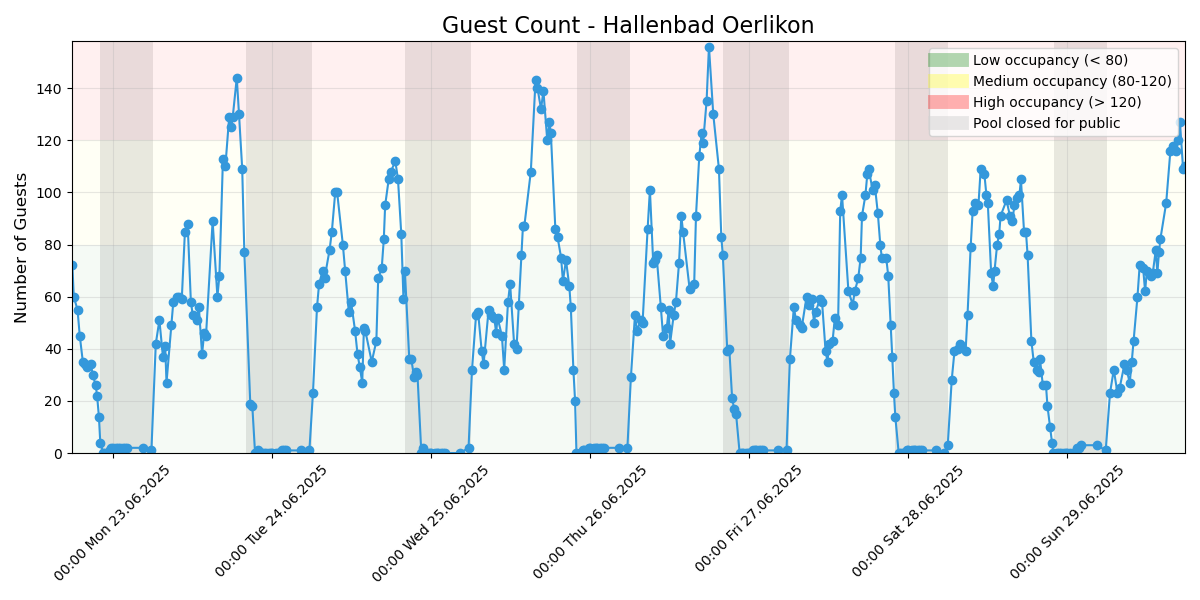 Guest Count - Hallenbad Oerlikon
Low occupancy (< 80)
Medium occupancy (80-120)
High occupancy (> 120)
Pool closed for public
Number of Guests
140
120
100
80
60
40
20
0
00:00 Mon 23.06.2025
00:00 Tue 24.06.2025
00:00 Wed 25.06.2025
00:00 Thu 26.06.2025
00:00 Fri 27.06.2025
00:00 Sat 28.06.2025
00:00 Sun 29.06.2025